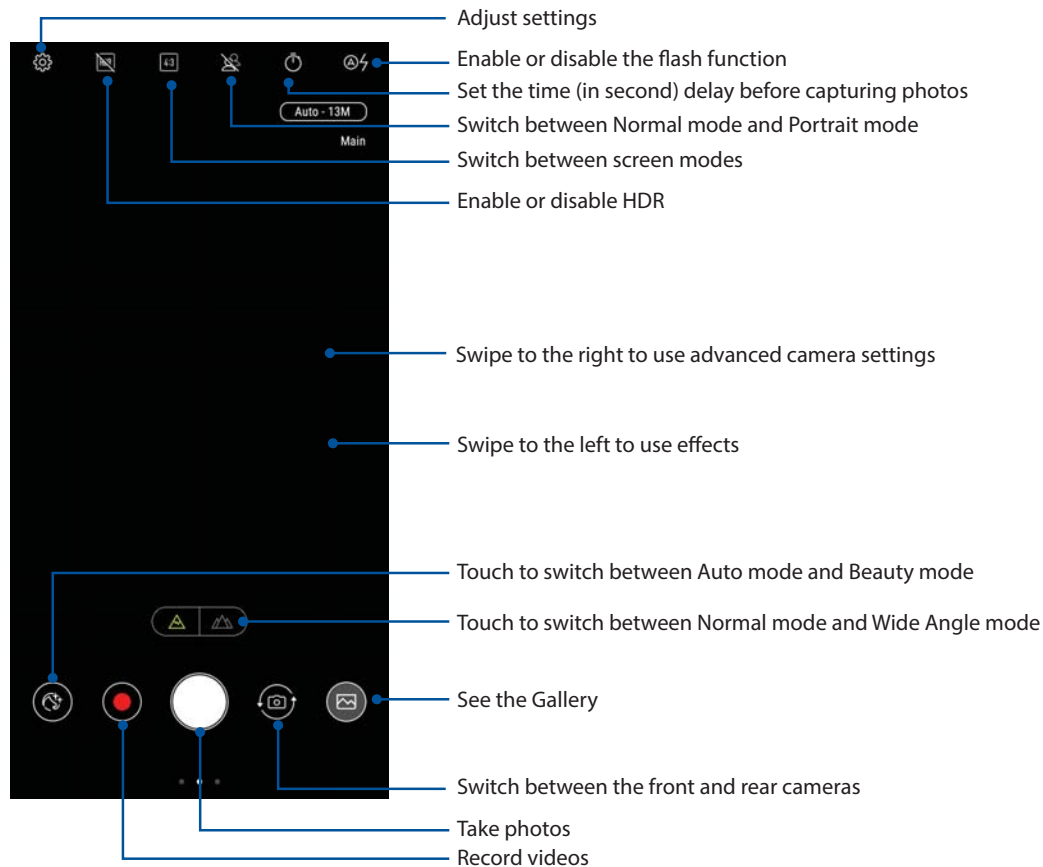 Adjust settings
Enable or disable the flash function
Set the time (in second) delay before capturing photos
Switch between Normal mode and Portrait mode
Switch between screen modes
Enable or disable HDR
HDR
4:3
A
Auto - 13M
Main
Swipe to the right to use advanced camera settings
Swipe to the left to use effects
Touch to switch between Auto mode and Beauty mode
Touch to switch between Normal mode and Wide Angle mode
See the Gallery
Switch between the front and rear cameras
Take photos
Record videos